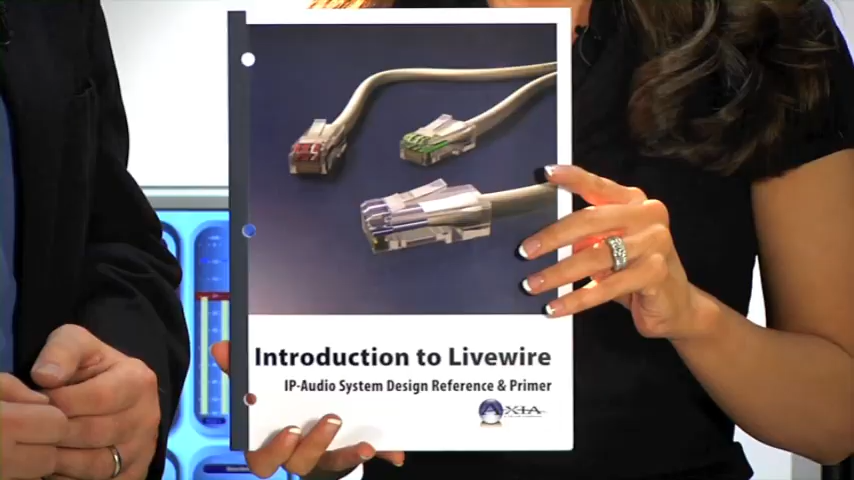 Introduction to Livewire
IP-Audio System Design Reference & Primer
AXIA